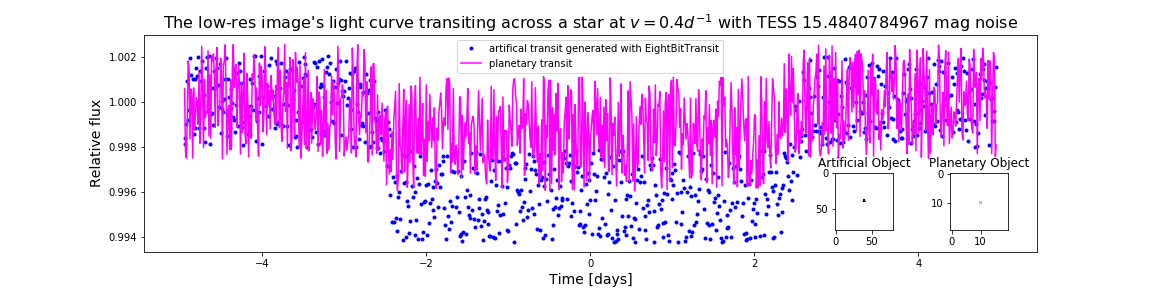 The low-res image's light curve transiting across a star at v = 0.4d⁻¹ with TESS 15.4840784967 mag noise
artifical transit generated with EightBitTransit
planetary transit
Relative flux
1.002
1.000
0.998
0.996
0.994
−4
−2
0
2
4
Time [days]
Artificial Object
0
50
0
50
Planetary Object
0
10
0
10